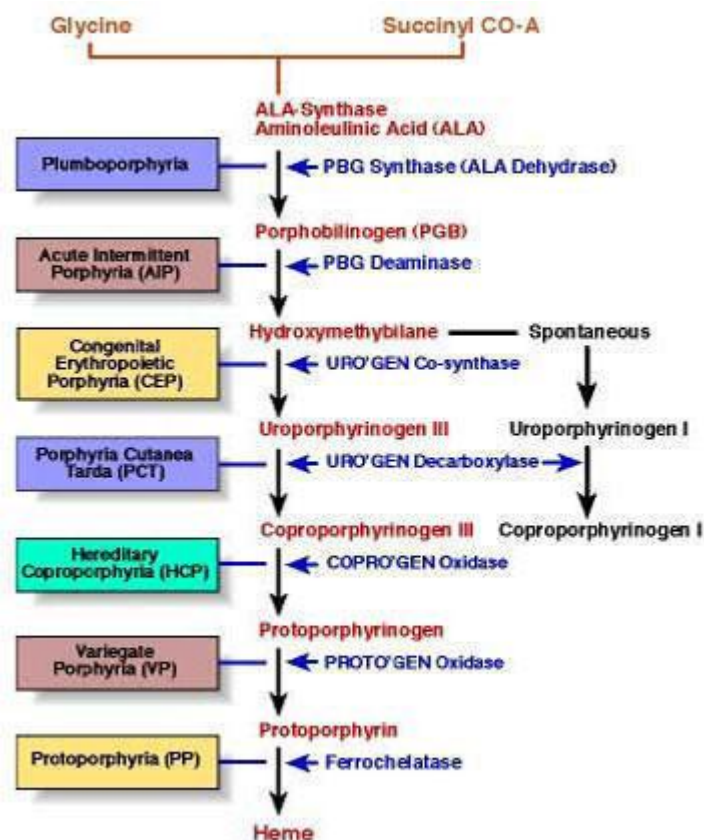 Glycine
Succinyl CO-A
ALA-Synthase
Aminoleulinic Acid (ALA)
Plumboporphyria
PBG Synthase (ALA Dehydrase)
Porphobilinogen (PGB)
Acute Intermittent
Porphyria (AIP)
PBG Deaminase
Hydroxymethybilane
Spontaneous
Congenital
Erythropoietic
Porphyria (CEP)
URO'GEN Co-synthase
Uroporphyrinogen III
Uroporphyrinogen I
Porphyria Cutanea
Tarda (PCT)
URO'GEN Decarboxylase
Coproporphyrinogen III
Coproporphyrinogen I
Hereditary
Coproporphyria (HCP)
COPRO'GEN Oxidase
Protoporphyrinogen
Variegate
Porphyria (VP)
PROTO'GEN Oxidase
Protoporphyrin
Protoporphyria (PP)
Ferrochelatase
Heme